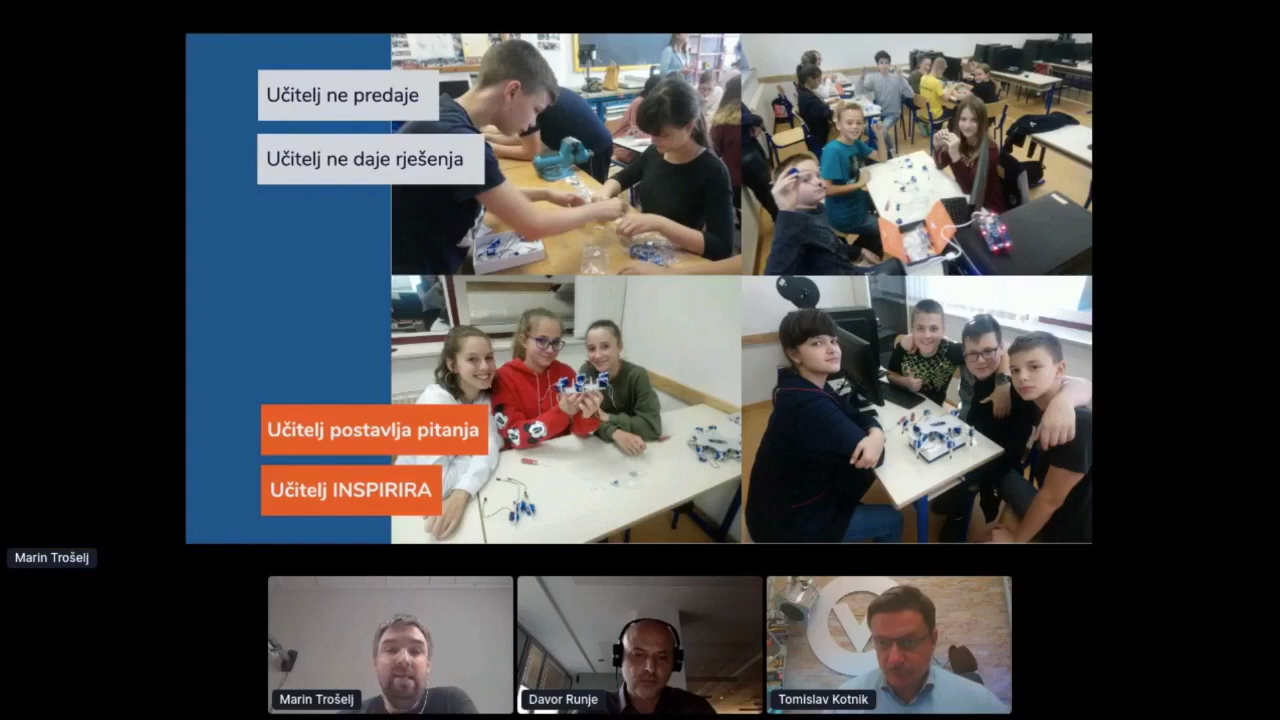 Učitelj ne predaje
Učitelj ne daje rješenja
Učitelj postavlja pitanja
Učitelj INSPIRIRA
Marin Trošelj
Marin Trošelj
Davor Runje
Tomislav Kotnik